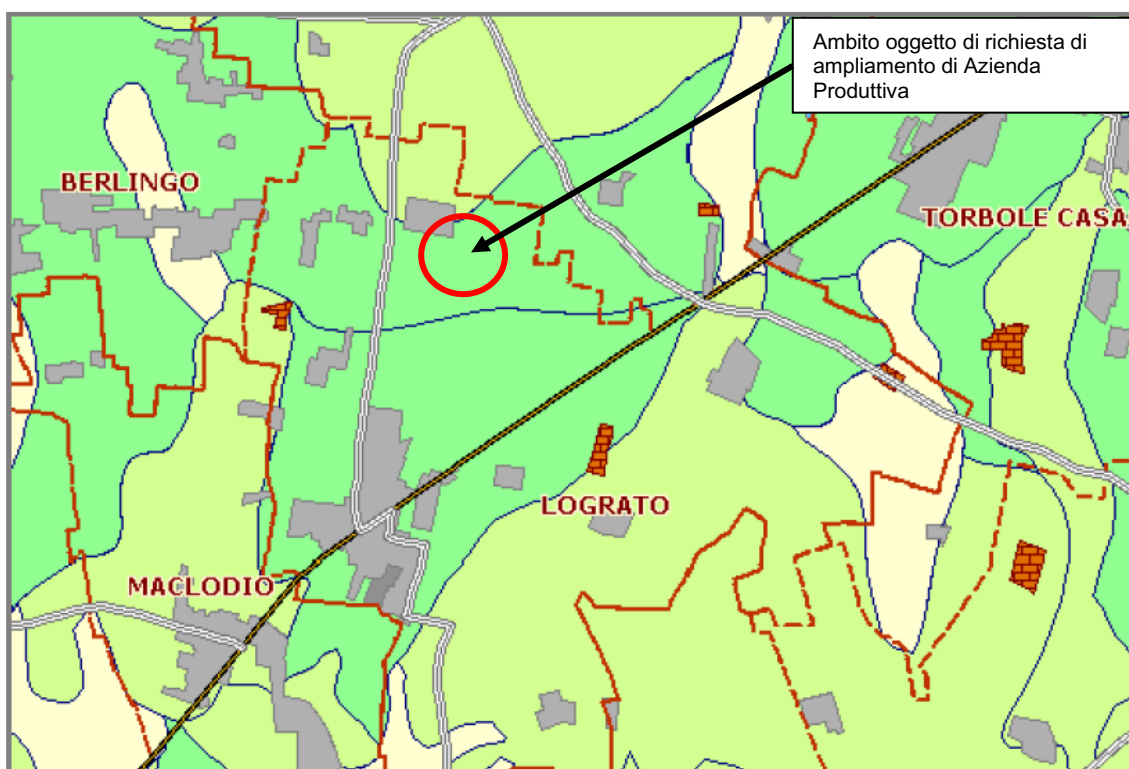 Ambito oggetto di richiesta di
ampliamento di Azienda
Produttiva
BERLINGO
TORBOLE CASA
LOGRATO
MACLODIO